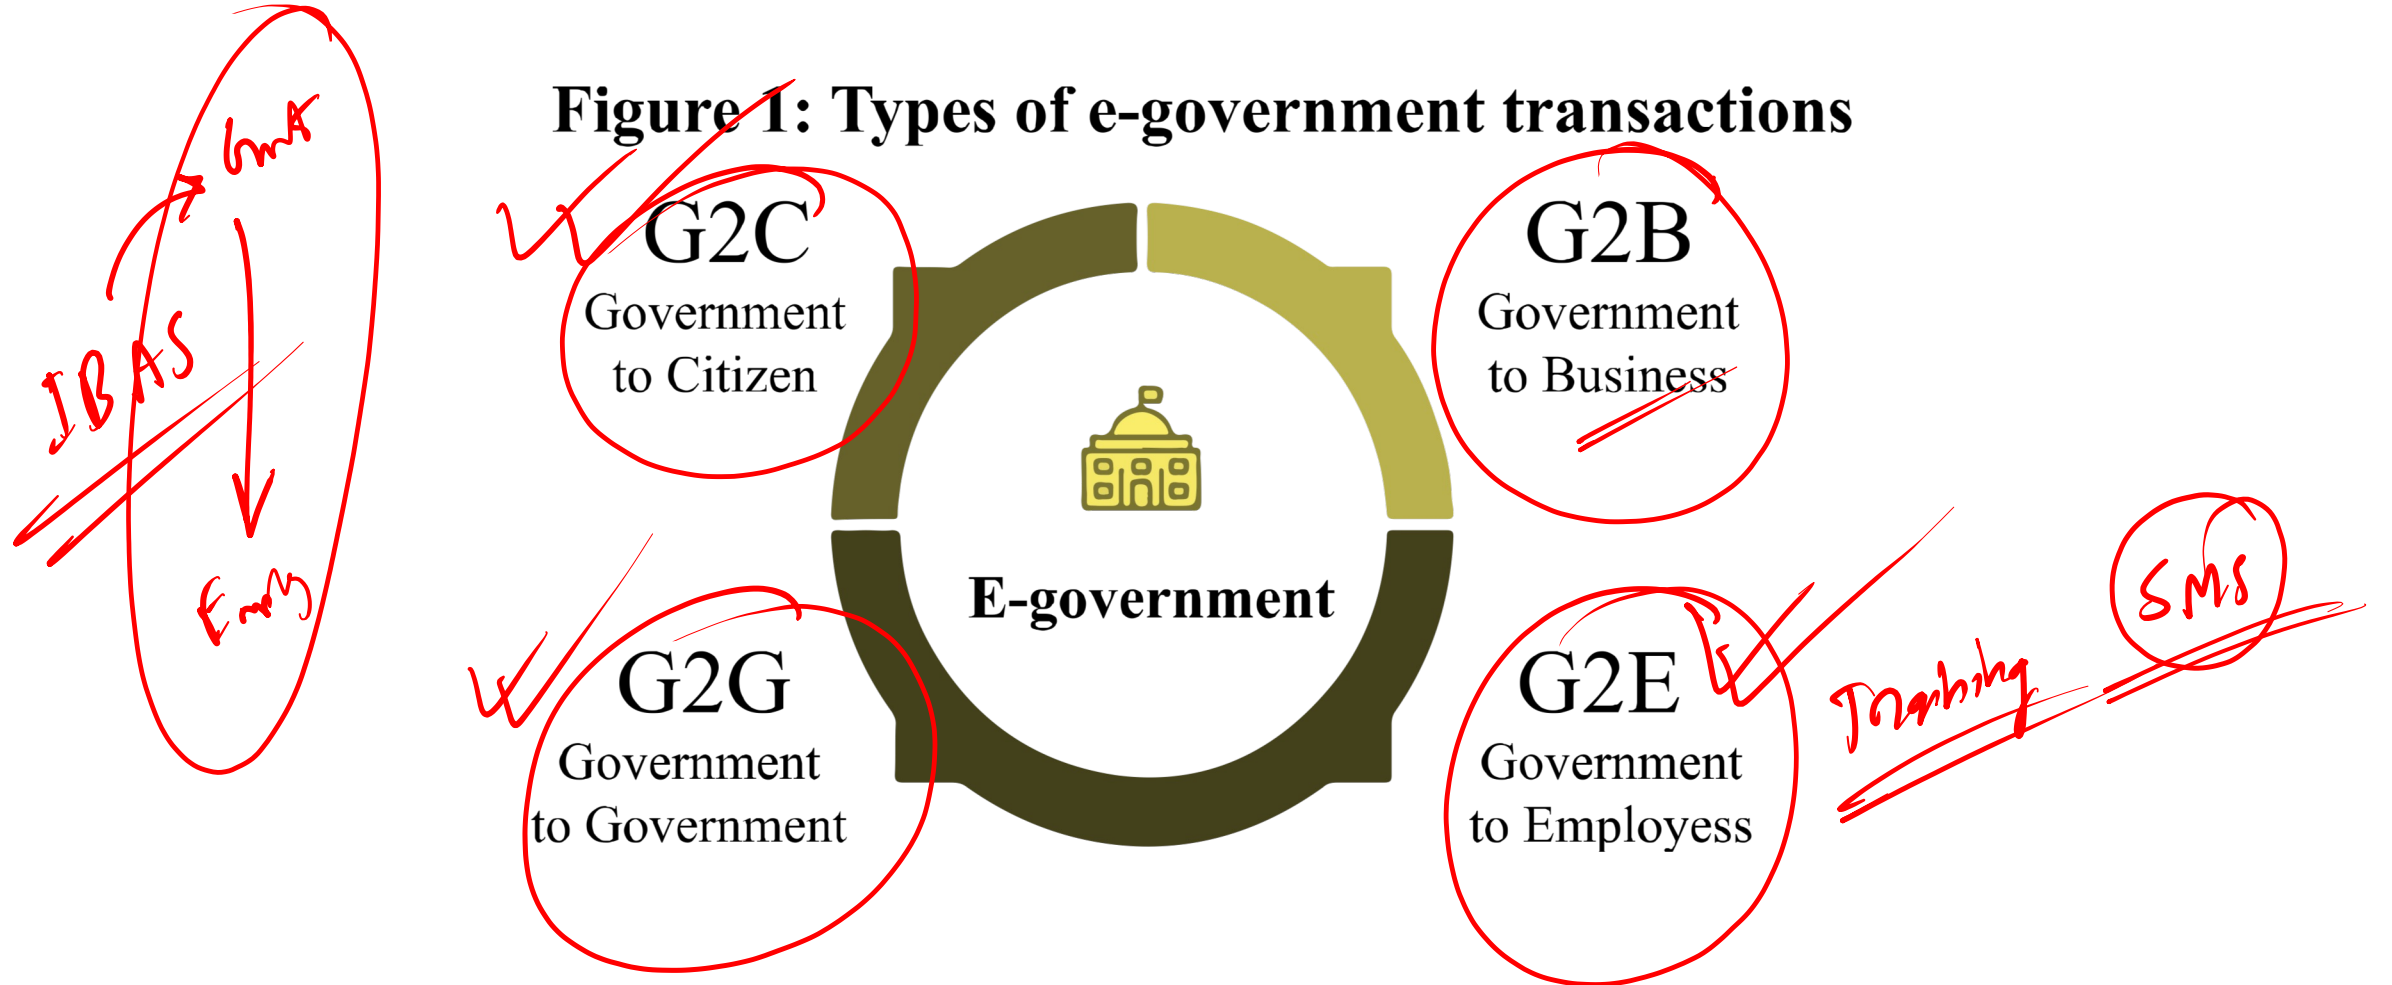 Figure 1: Types of e-government transactions
G2C
Government
to Citizen
G2B
Government
to Business
IBAS
E-government
G2G
Government
to Government
G2E
Government
to Employess
Training
SMS